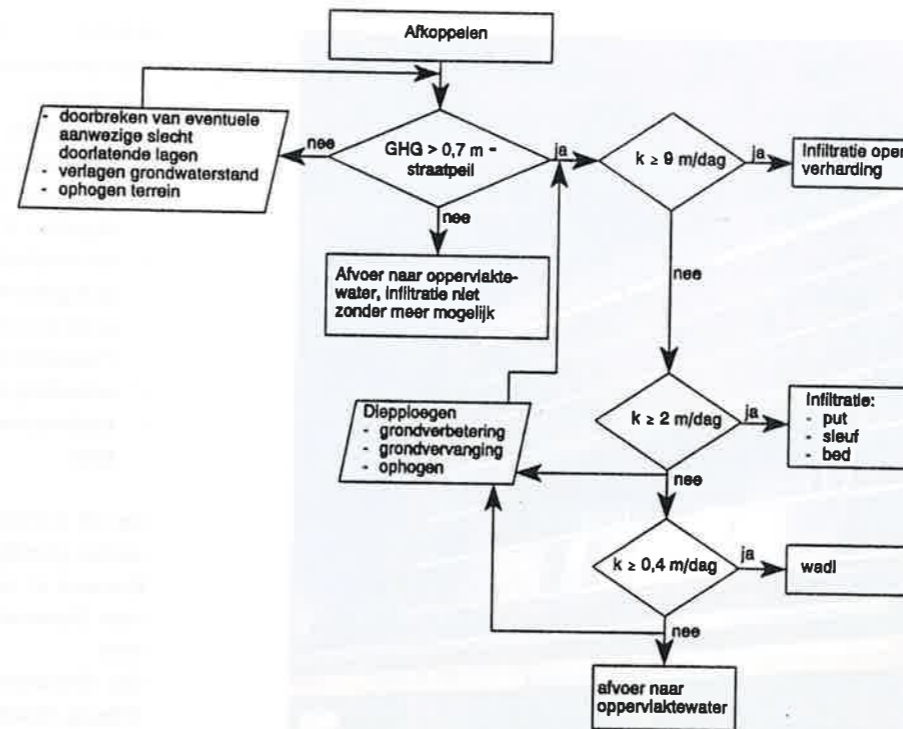 Afkoppelen
- doorbreken van eventuele
aanwezige slecht
doorlatende lagen
- verlagen grondwaterstand
- ophogen terrein
nee
GHG > 0,7 m -
straatpeil
ja
k ≥ 9 m/dag
ja
Infiltratie open
verharding
nee
Afvoer naar oppervlakte-
water, infiltratie niet
zonder meer mogelijk
nee
Diepploegen
- grondverbetering
- grondvervanging
- ophogen
k ≥ 2 m/dag
ja
Infiltratie:
- put
- sleuf
- bed
nee
k ≥ 0,4 m/dag
ja
wadi
nee
afvoer naar
oppervlaktewater